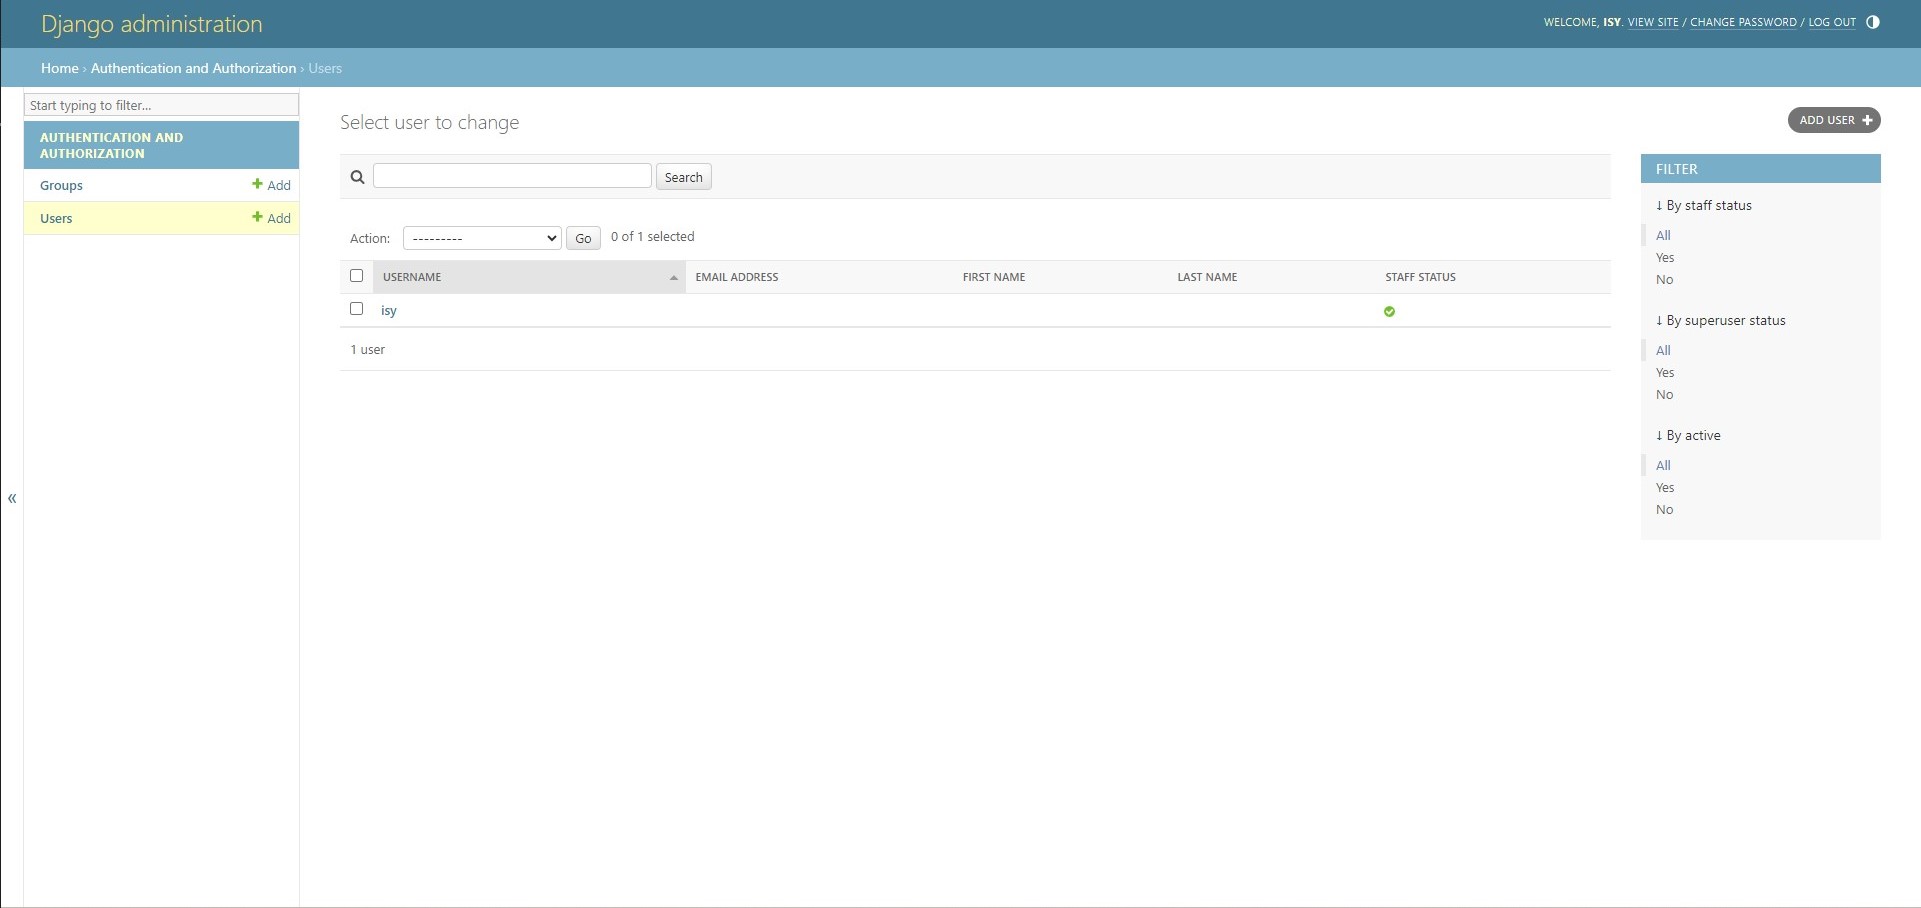 Django administration
WELCOME, ISY. VIEW SITE / CHANGE PASSWORD / LOG OUT
Home › Authentication and Authorization › Users
Start typing to filter...
AUTHENTICATION AND
AUTHORIZATION
Groups + Add
Users + Add
«
Select user to change
ADD USER +
Search
Action: --------- Go 0 of 1 selected
USERNAME EMAIL ADDRESS FIRST NAME LAST NAME STAFF STATUS
isy
1 user
FILTER
↓ By staff status
All
Yes
No
↓ By superuser status
All
Yes
No
↓ By active
All
Yes
No